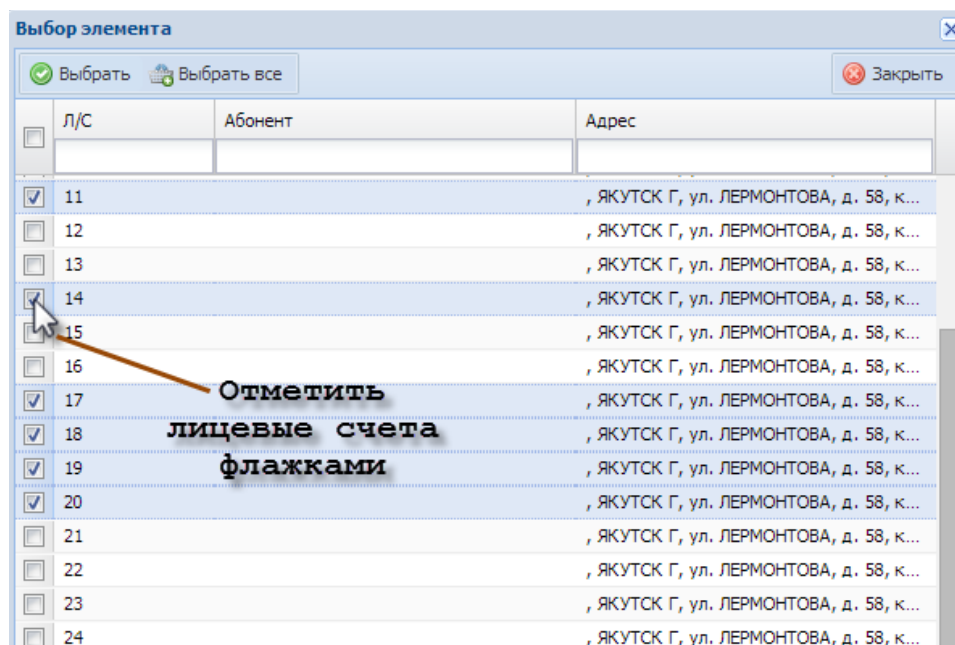 Выбор элемента
Выбрать Выбрать все Закрыть
Л/С Абонент Адрес
11 , ЯКУТСК Г, ул. ЛЕРМОНТОВА, д. 58, к...
12 , ЯКУТСК Г, ул. ЛЕРМОНТОВА, д. 58, к...
13 , ЯКУТСК Г, ул. ЛЕРМОНТОВА, д. 58, к...
14 , ЯКУТСК Г, ул. ЛЕРМОНТОВА, д. 58, к...
15 , ЯКУТСК Г, ул. ЛЕРМОНТОВА, д. 58, к...
16 , ЯКУТСК Г, ул. ЛЕРМОНТОВА, д. 58, к...
17 , ЯКУТСК Г, ул. ЛЕРМОНТОВА, д. 58, к...
18 , ЯКУТСК Г, ул. ЛЕРМОНТОВА, д. 58, к...
19 , ЯКУТСК Г, ул. ЛЕРМОНТОВА, д. 58, к...
20 , ЯКУТСК Г, ул. ЛЕРМОНТОВА, д. 58, к...
21 , ЯКУТСК Г, ул. ЛЕРМОНТОВА, д. 58, к...
22 , ЯКУТСК Г, ул. ЛЕРМОНТОВА, д. 58, к...
23 , ЯКУТСК Г, ул. ЛЕРМОНТОВА, д. 58, к...
24 , ЯКУТСК Г, ул. ЛЕРМОНТОВА, д. 58, к...
Отметить
лицевые счета
флажками